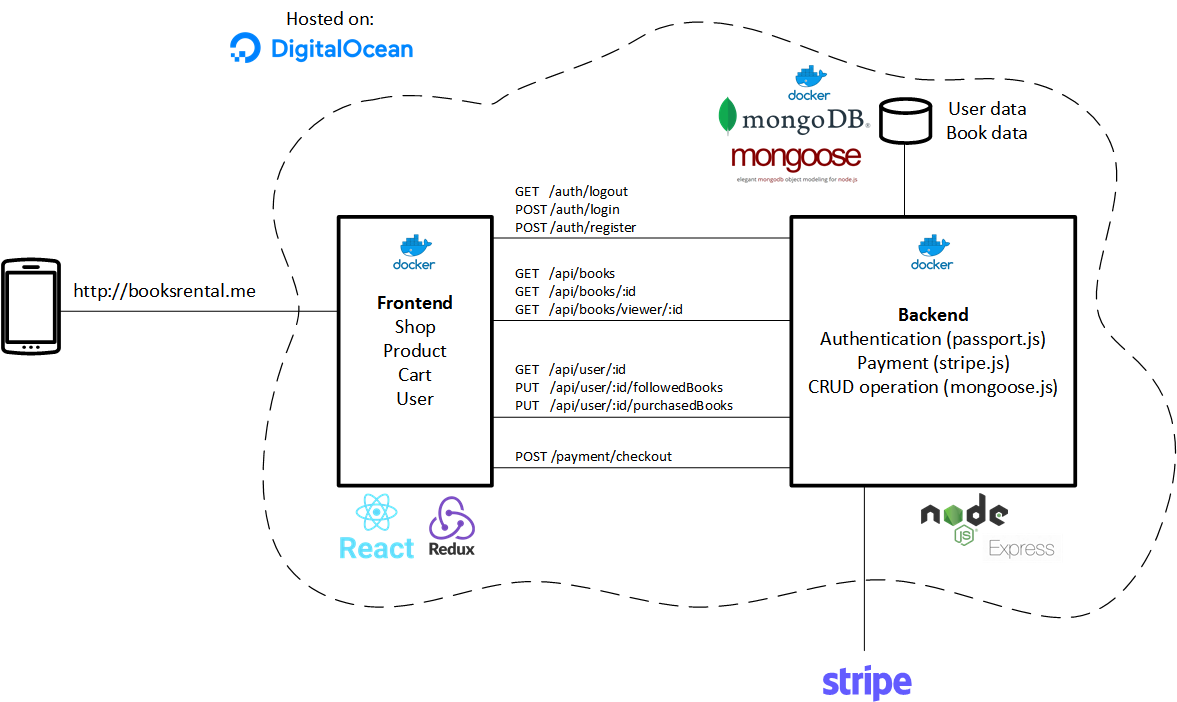 Hosted on:
DigitalOcean
docker
mongoDB®
mongoose
elegant mongodb object modeling for node.js
User data
Book data
http://booksrental.me
docker
Frontend
Shop
Product
Cart
User
React
Redux
GET /auth/logout
POST /auth/login
POST /auth/register
GET /api/books
GET /api/books/:id
GET /api/books/viewer/:id
GET /api/user/:id
PUT /api/user/:id/followedBooks
PUT /api/user/:id/purchasedBooks
POST /payment/checkout
docker
Backend
Authentication (passport.js)
Payment (stripe.js)
CRUD operation (mongoose.js)
node
JS
Express
stripe